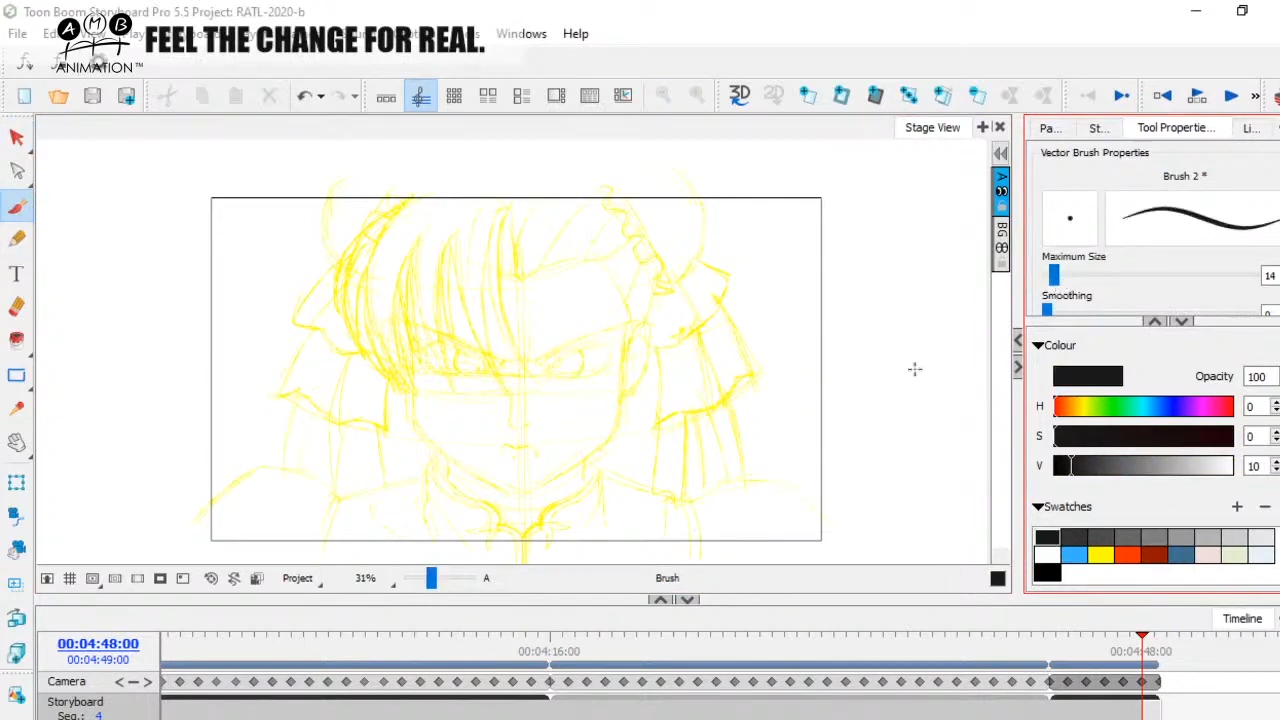 Toon Boom Storyboard Pro 5.5 Project: RATL-2020-b
AMB
ANIMATION™
FEEL THE CHANGE FOR REAL.
File
Windows Help
3D 2D
Stage View
Pa... St... Tool Propertie... Li...
Vector Brush Properties
Brush 2 *
Maximum Size
14
Smoothing
A
BG
Colour
Opacity 100
H 0
S 0
V 10
Swatches
Project 31% A Brush
Timeline
00:04:48:00
00:04:49:00
00:04:16:00
00:04:48:00
Camera
Storyboard
Seq.: 4